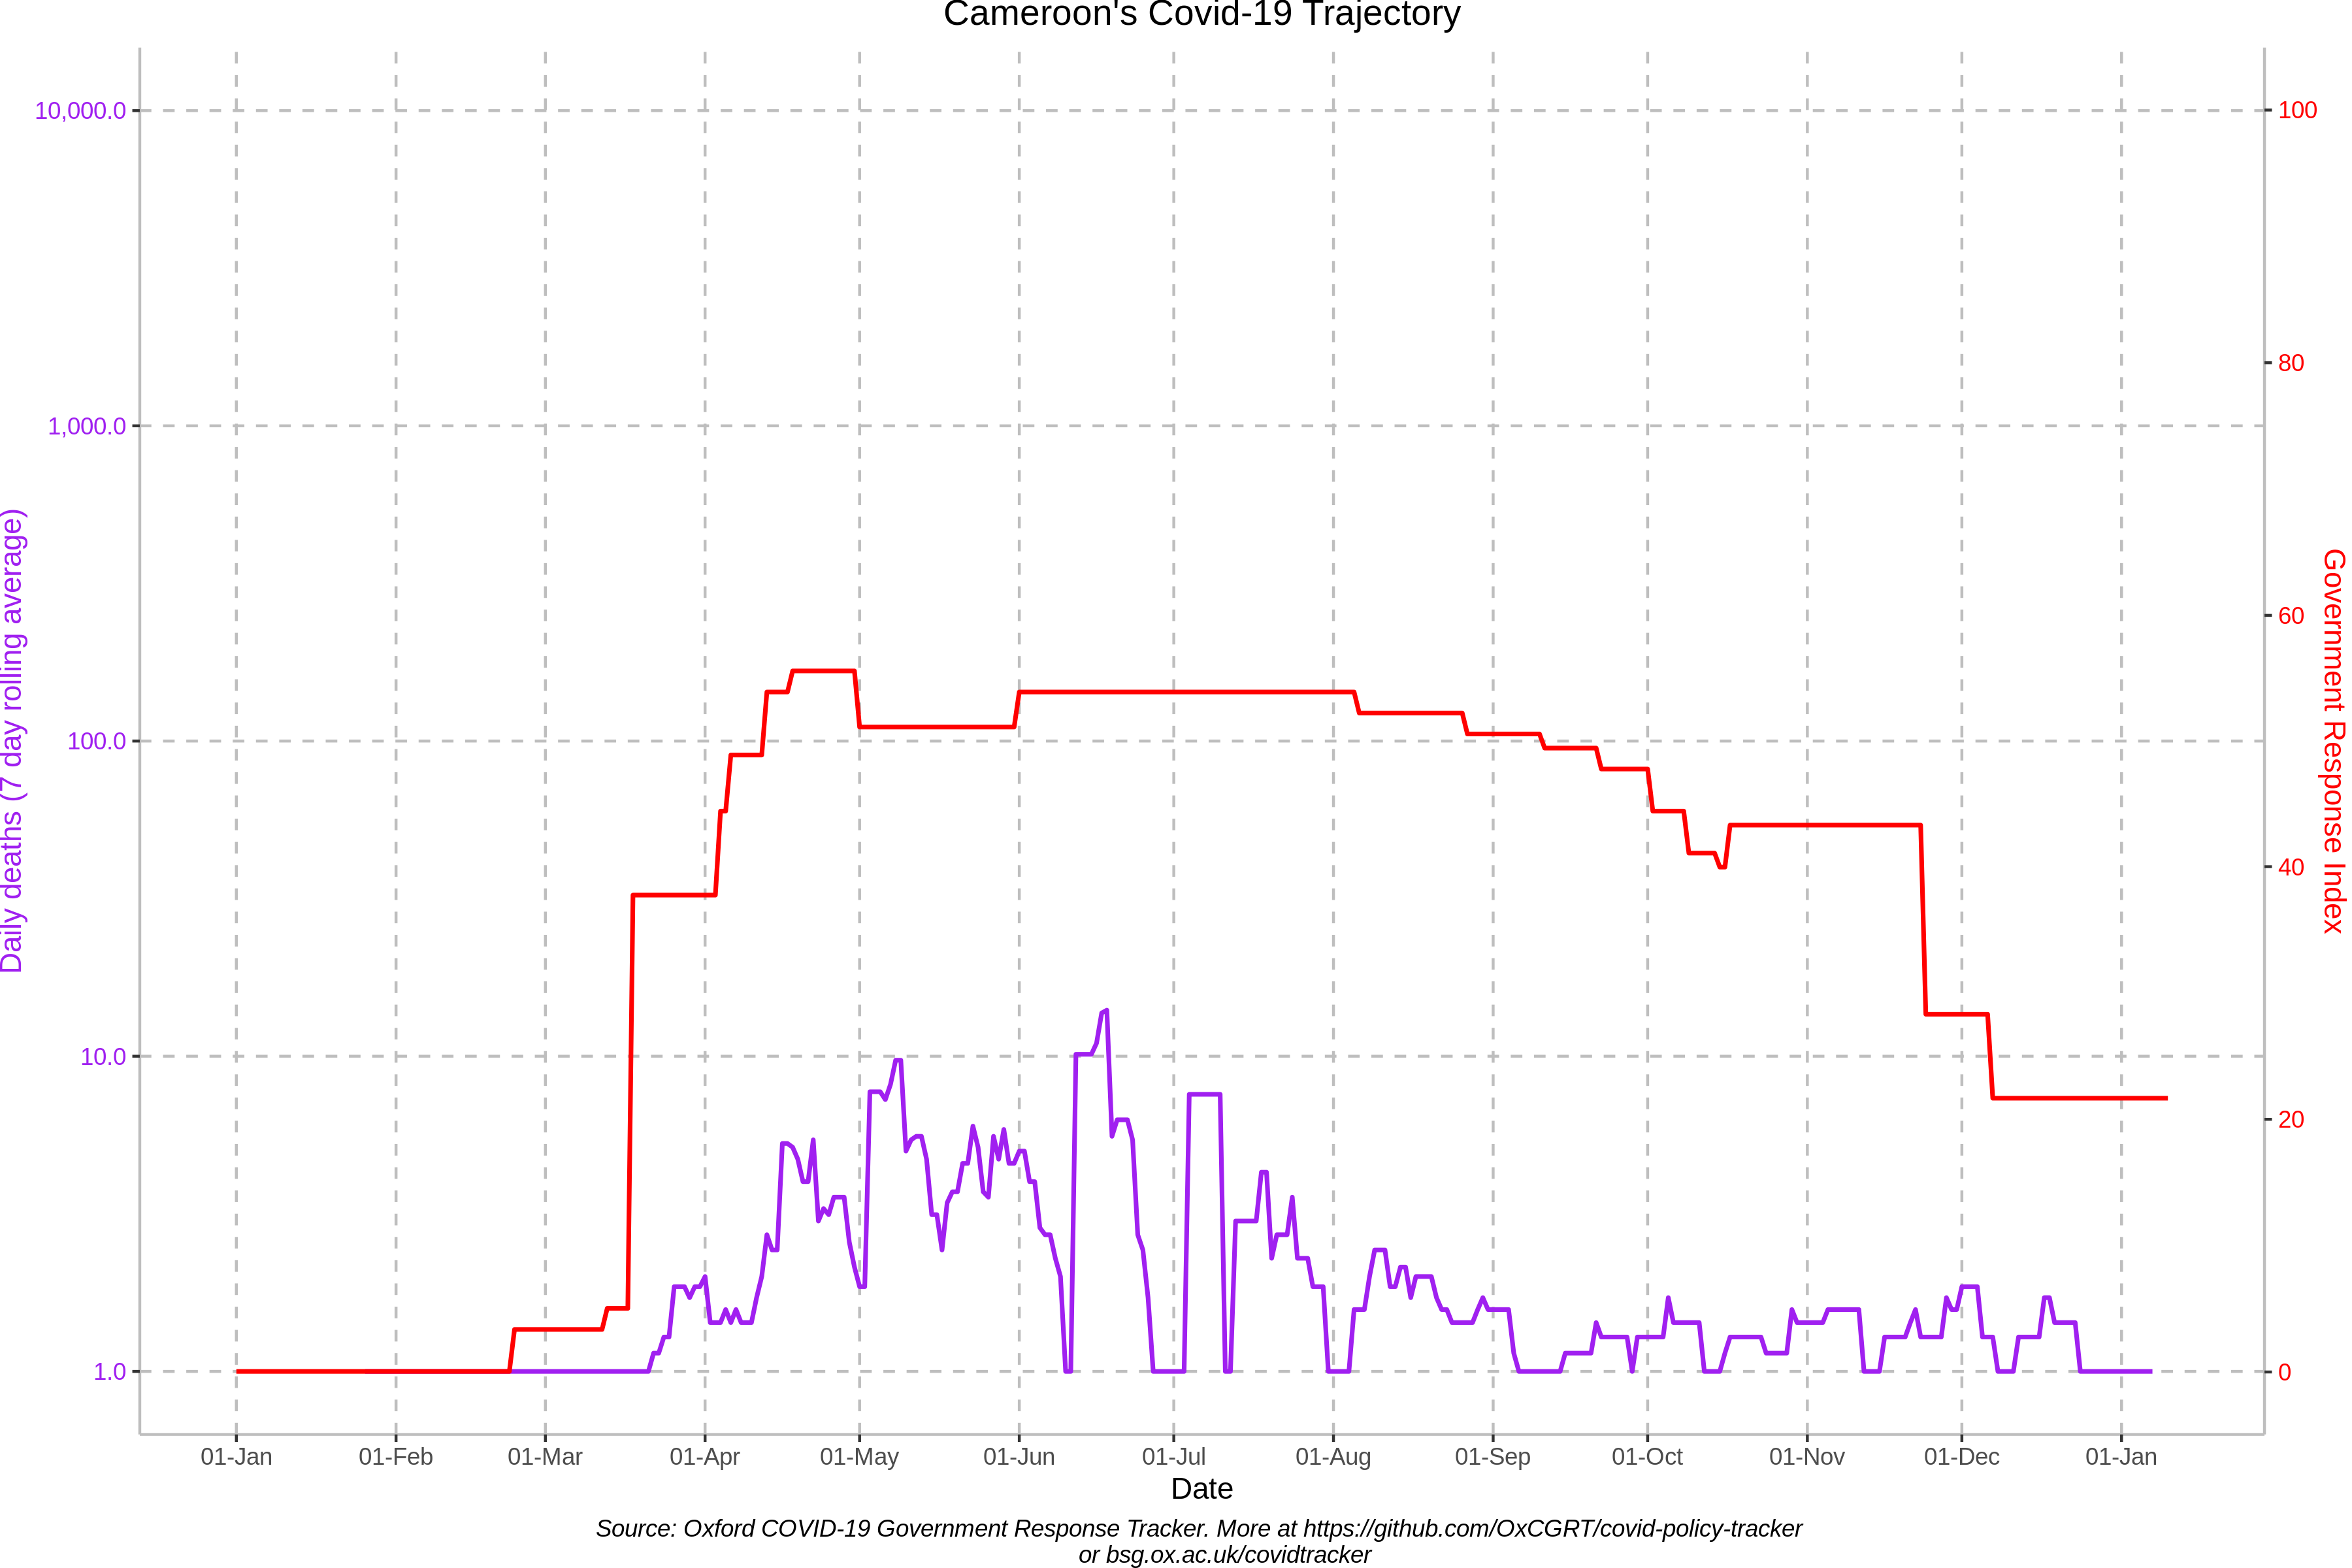 Cameroon's Covid-19 Trajectory
10,000.0
1,000.0
100.0
10.0
1.0
Daily deaths (7 day rolling average)
100
80
60
40
20
0
Government Response Index
01-Jan 01-Feb 01-Mar 01-Apr 01-May 01-Jun 01-Jul 01-Aug 01-Sep 01-Oct 01-Nov 01-Dec 01-Jan
Date
Source: Oxford COVID-19 Government Response Tracker. More at https://github.com/OxCGRT/covid-policy-tracker
or bsg.ox.ac.uk/covidtracker